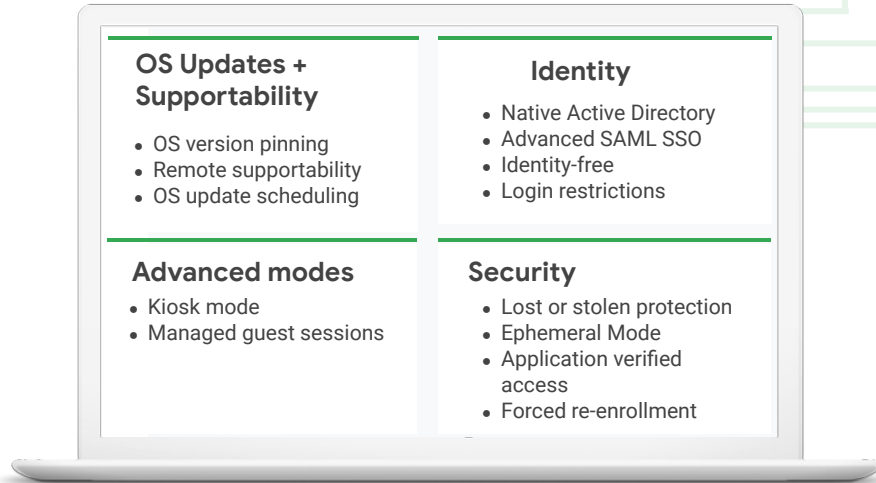 OS Updates +
Supportability
• OS version pinning
• Remote supportability
• OS update scheduling
Identity
• Native Active Directory
• Advanced SAML SSO
• Identity-free
• Login restrictions
Advanced modes
• Kiosk mode
• Managed guest sessions
Security
• Lost or stolen protection
• Ephemeral Mode
• Application verified
access
• Forced re-enrollment